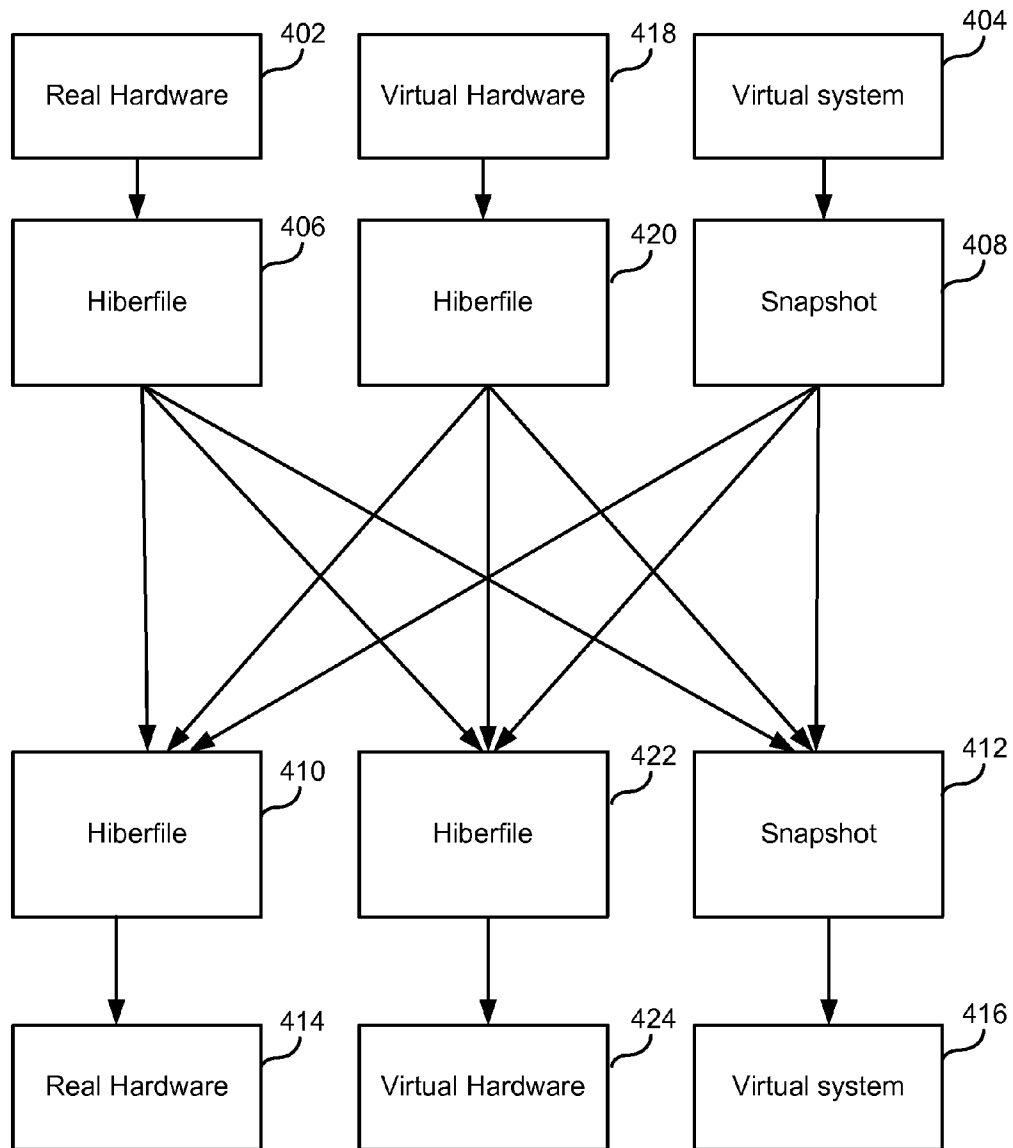 402
418
404
Real Hardware
Virtual Hardware
Virtual system
406
420
408
Hiberfile
Hiberfile
Snapshot
410
422
412
Hiberfile
Hiberfile
Snapshot
414
424
416
Real Hardware
Virtual Hardware
Virtual system